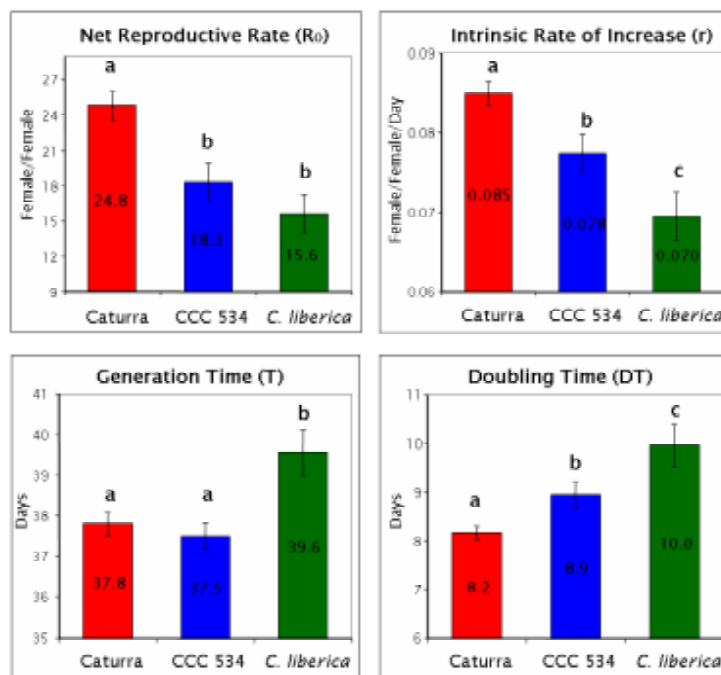 Net Reproductive Rate (R₀)
a
27
24
21
18
15
12
9
Female/Female
b
b
24.8
18.3
15.6
Caturra CCC 534 C. liberica
Intrinsic Rate of Increase (r)
0.09
0.08
0.07
0.06
Female/Female/Day
a
b
c
0.085
0.078
0.070
Caturra CCC 534 C. liberica
Generation Time (T)
41
40
39
38
37
36
35
Days
a
a
b
37.8
37.5
39.6
Caturra CCC 534 C. liberica
Doubling Time (DT)
11
10
9
8
7
6
Days
a
b
c
8.2
8.9
10.0
Caturra CCC 534 C. liberica